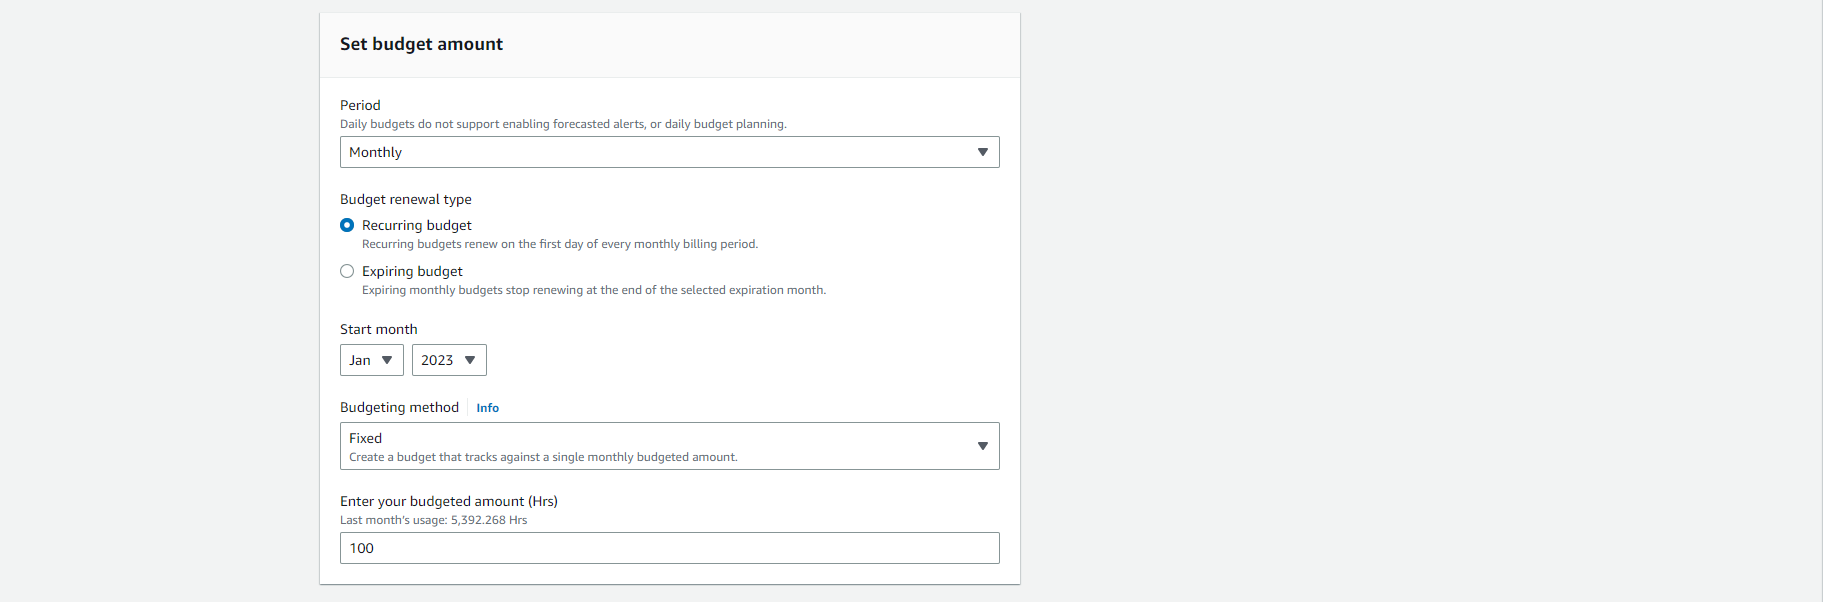 Set budget amount
Period
Daily budgets do not support enabling forecasted alerts, or daily budget planning.
Monthly
Budget renewal type
Recurring budget
Recurring budgets renew on the first day of every monthly billing period.
Expiring budget
Expiring monthly budgets stop renewing at the end of the selected expiration month.
Start month
Jan 2023
Budgeting method Info
Fixed
Create a budget that tracks against a single monthly budgeted amount.
Enter your budgeted amount (Hrs)
Last month's usage: 5,392.268 Hrs
100